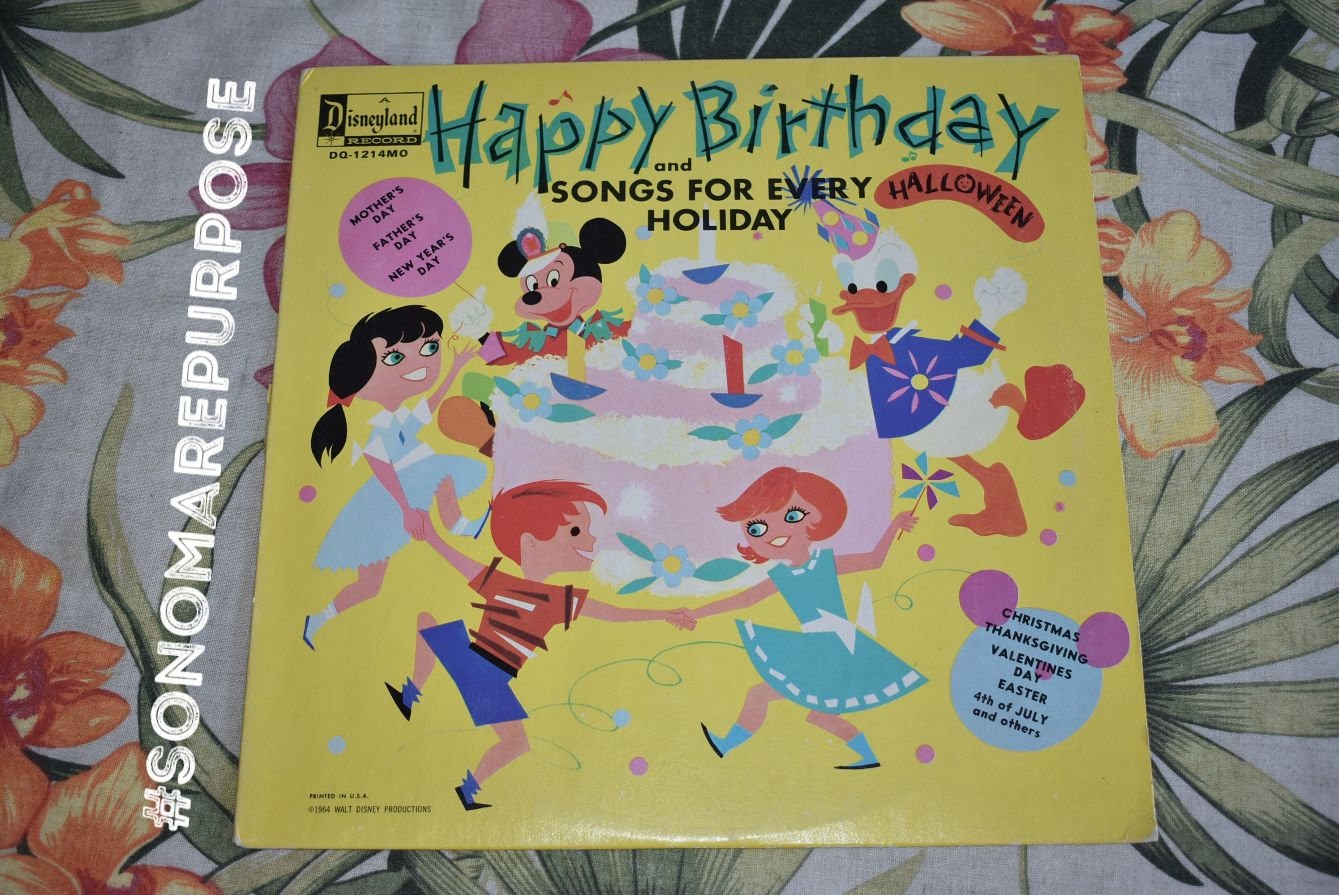 #SONOMAREPURPOSE
A
Disneyland
RECORD
DQ-1214MO
Happy Birthday
and
SONGS FOR EVERY
HOLIDAY
HALLOWEEN
MOTHER'S
DAY
FATHER'S
DAY
NEW YEAR'S
DAY
CHRISTMAS
THANKSGIVING
VALENTINES
DAY
EASTER
4th of JULY
and others
PRINTED IN U.S.A.
©1964 WALT DISNEY PRODUCTIONS